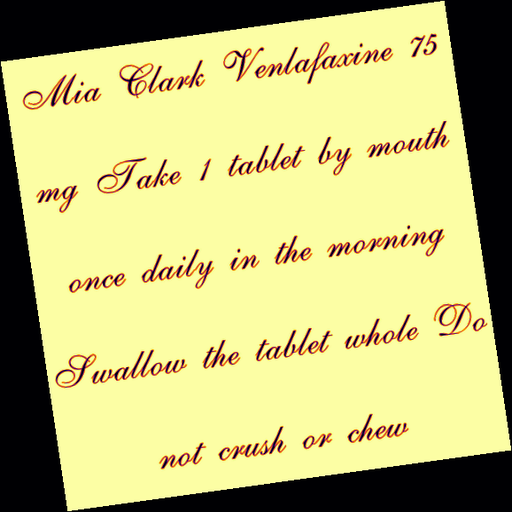 Mia Clark Venlafaxine 75
mg Take 1 tablet by mouth
once daily in the morning
Swallow the tablet whole Do
not crush or chew